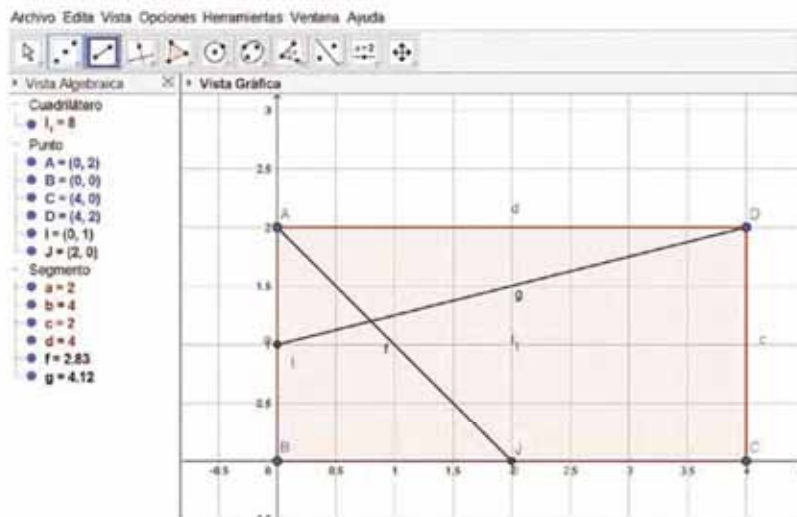 Archivo Edita Vista Opciones Herramientas Ventana Ayuda
a=2
Vista Algebraica
Vista Gráfica
Cuadrilátero
I₁ = 8
Punto
A = (0, 2)
B = (0, 0)
C = (4, 0)
D = (4, 2)
I = (0, 1)
J = (2, 0)
Segmento
a = 2
b = 4
c = 2
d = 4
f = 2.83
g = 4.12
3
2.5
A d D
2
1.5 g
1 I₁ c
I f
0.5
B J C
-0.5 0 0.5 1 1.5 2 2.5 3 3.5 4